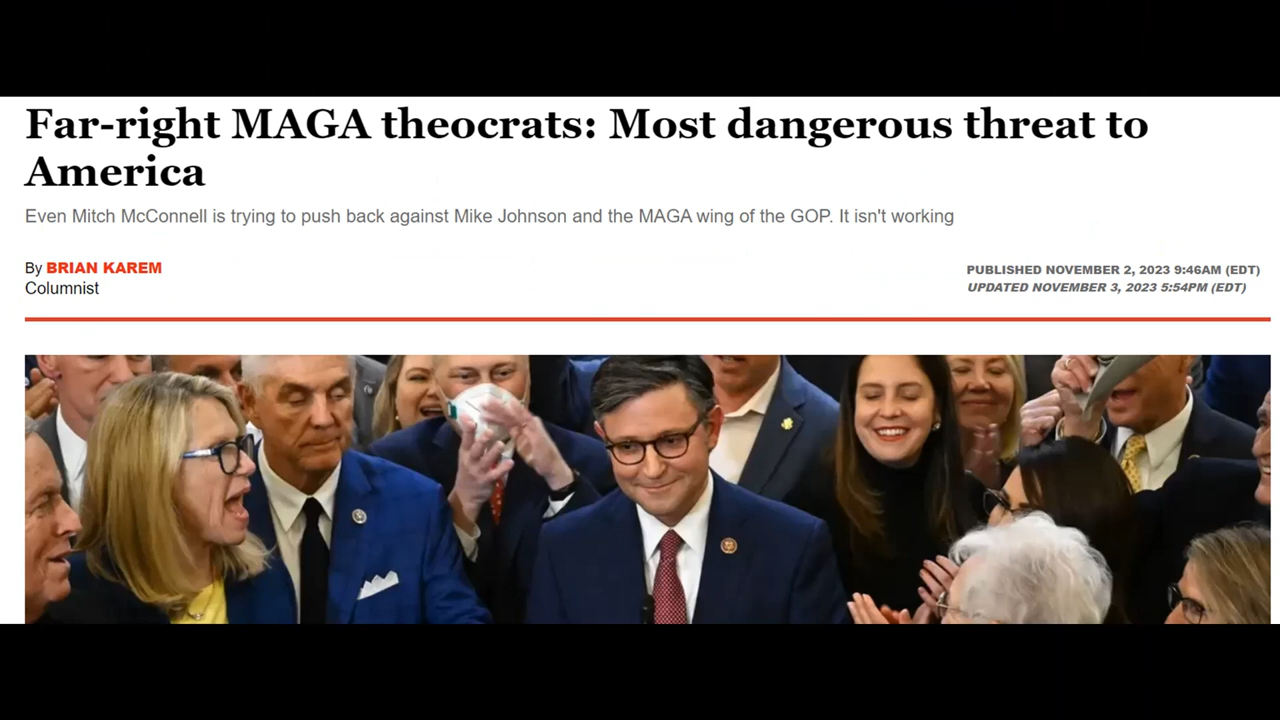 Far-right MAGA theocrats: Most dangerous threat to
America
Even Mitch McConnell is trying to push back against Mike Johnson and the MAGA wing of the GOP. It isn't working
By BRIAN KAREM
Columnist
PUBLISHED NOVEMBER 2, 2023 9:46AM (EDT)
UPDATED NOVEMBER 3, 2023 5:54PM (EDT)